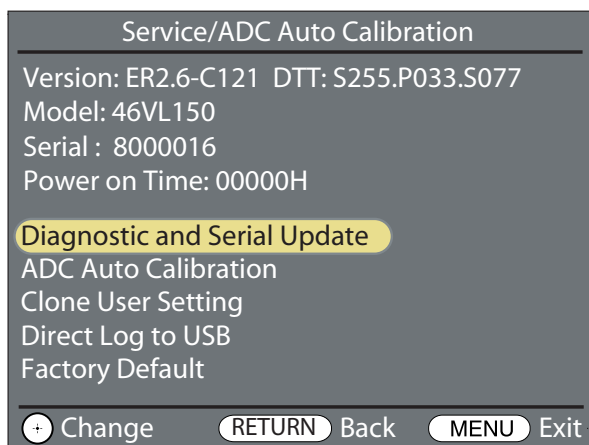 Service/ADC Auto Calibration
Version: ER2.6-C121 DTT: S255.P033.S077
Model: 46VL150
Serial : 8000016
Power on Time: 00000H
Diagnostic and Serial Update
ADC Auto Calibration
Clone User Setting
Direct Log to USB
Factory Default
Change RETURN Back MENU Exit